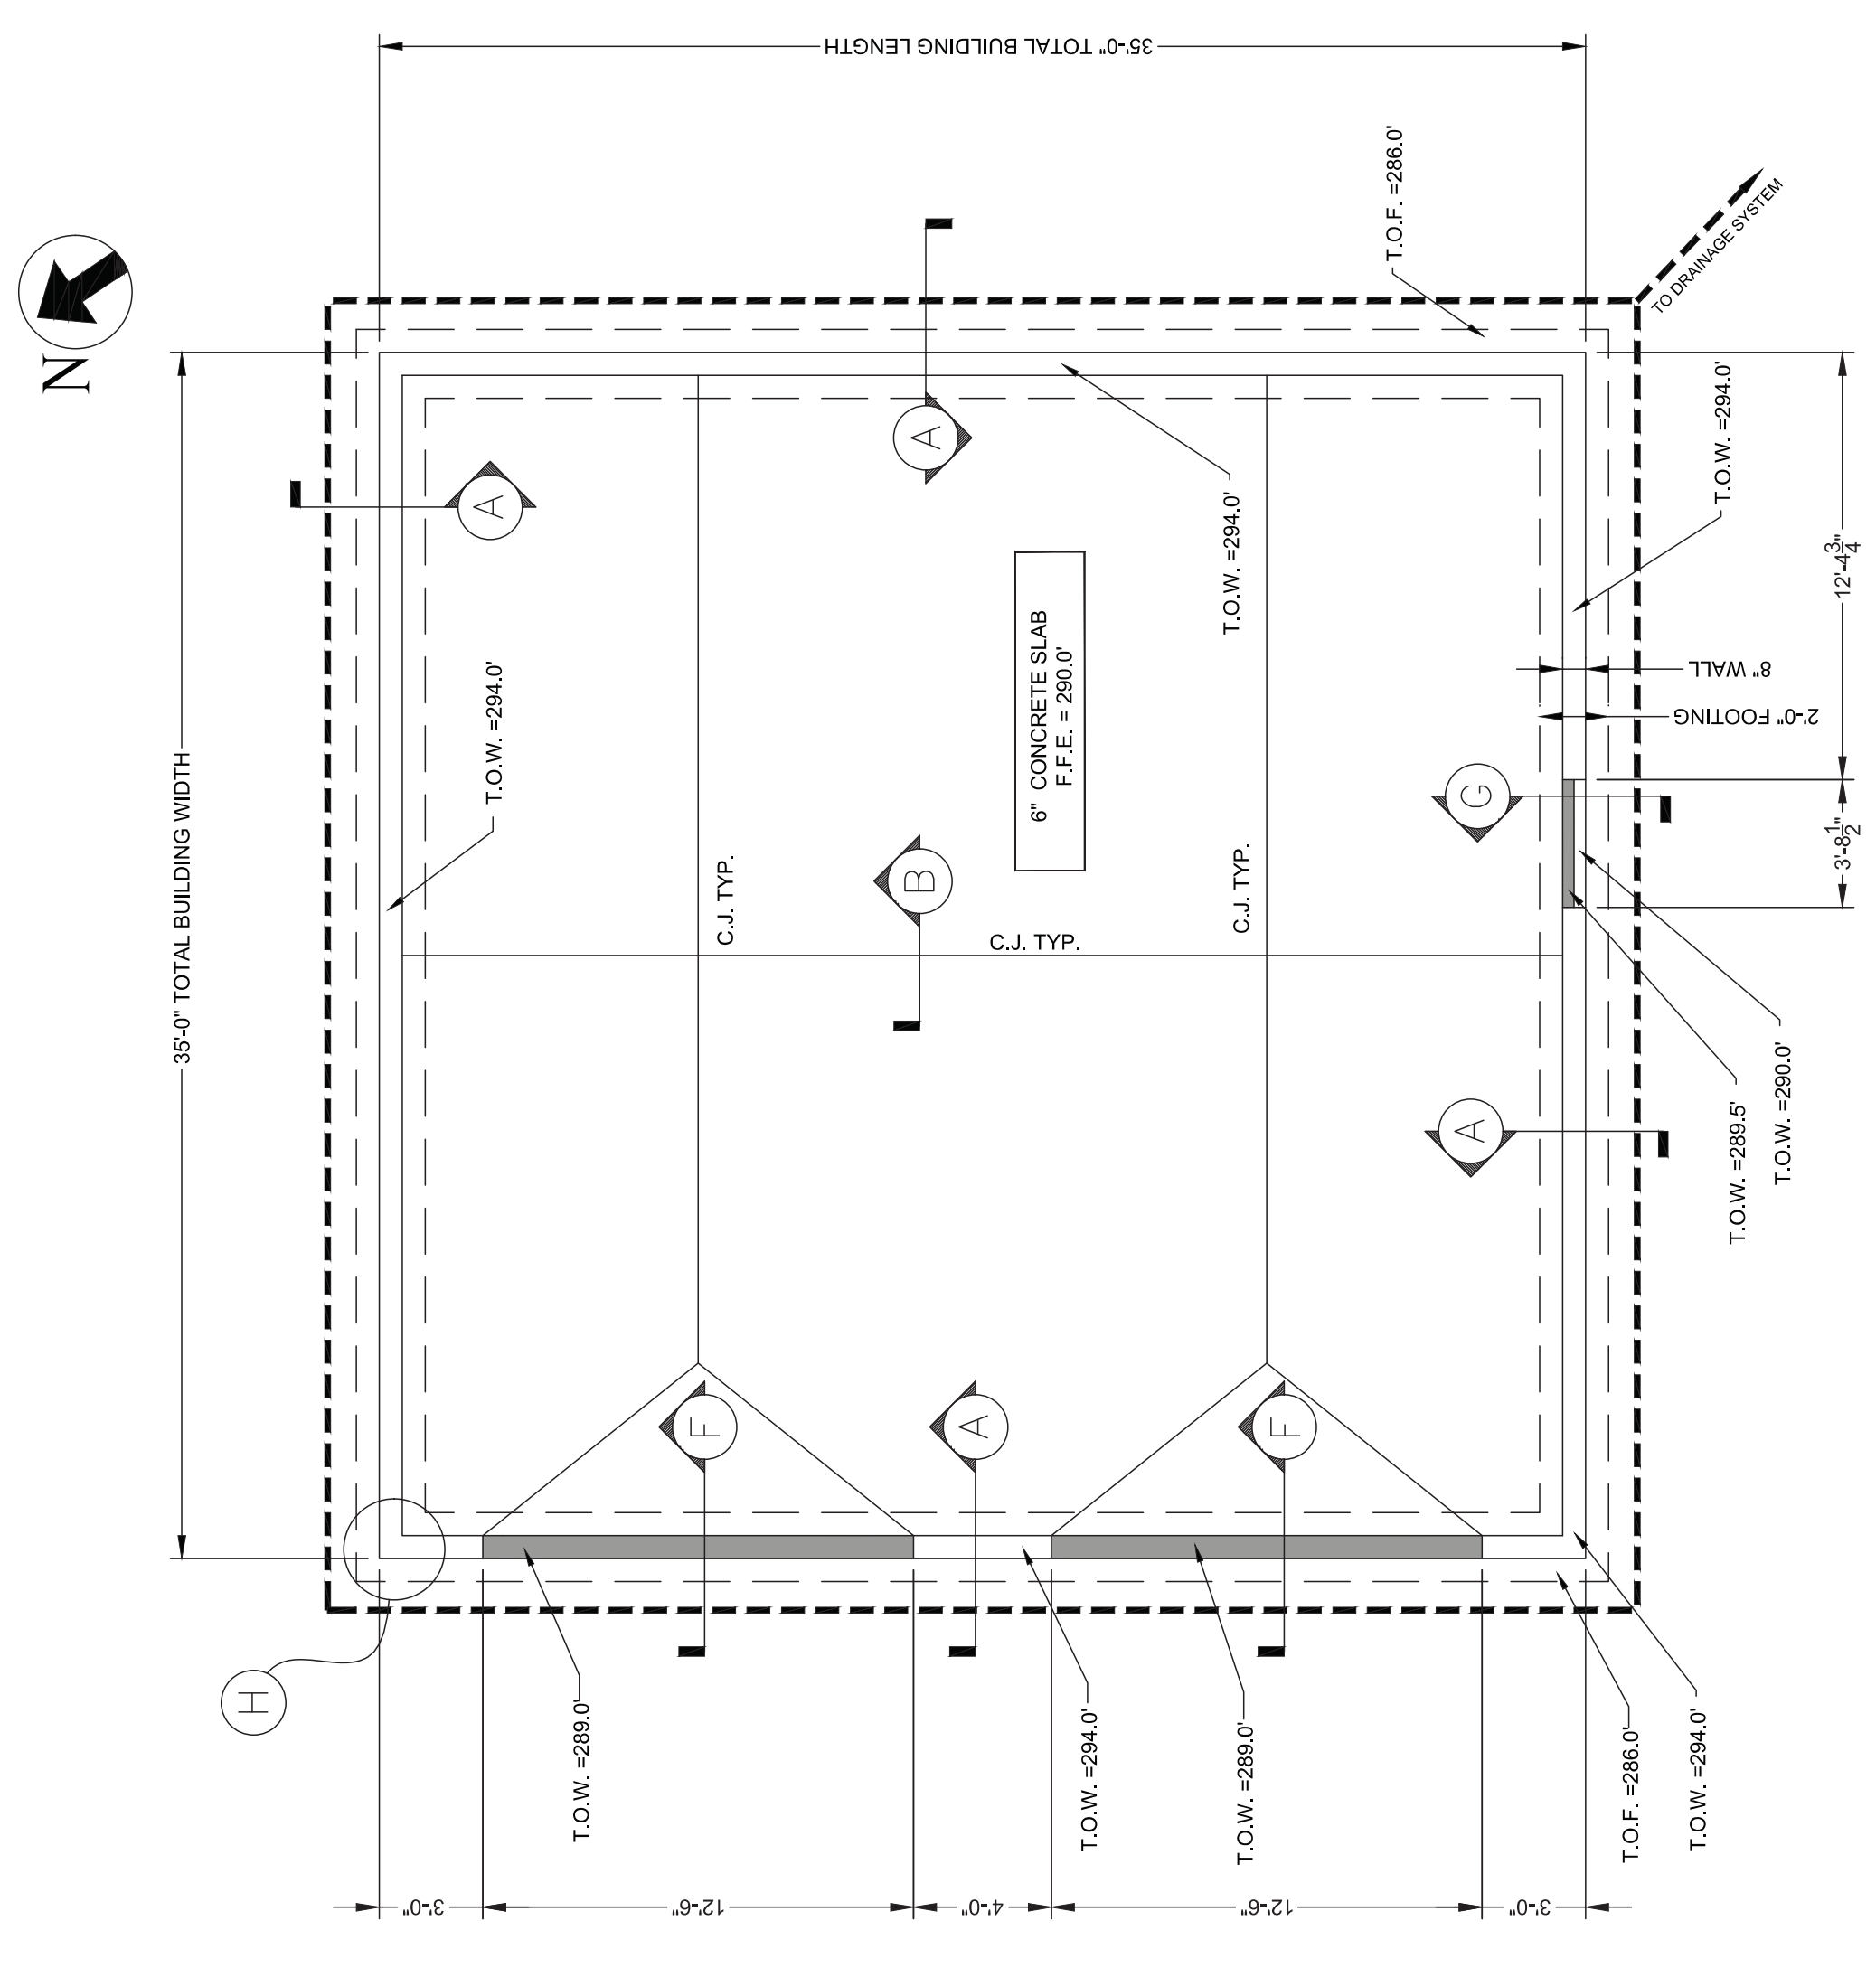 35'-0" TOTAL BUILDING LENGTH
N
T.O.F. =286.0'
TO DRAINAGE SYSTEM
35'-0" TOTAL BUILDING WIDTH
A
A
T.O.W. =294.0'
T.O.W. =294.0'
T.O.W. =294.0'
12'-4 3/4"
6" CONCRETE SLAB
F.F.E. = 290.0'
8" WALL
2'-0" FOOTING
G
3'-8 1/2"
B
C.J. TYP.
C.J. TYP.
C.J. TYP.
A
T.O.W. =289.5'
T.O.W. =290.0'
F
A
F
H
T.O.W. =289.0'
T.O.W. =294.0'
T.O.W. =289.0'
T.O.F. =286.0'
T.O.W. =294.0'
3'-0"
12'-6"
4'-0"
12'-6"
3'-0"